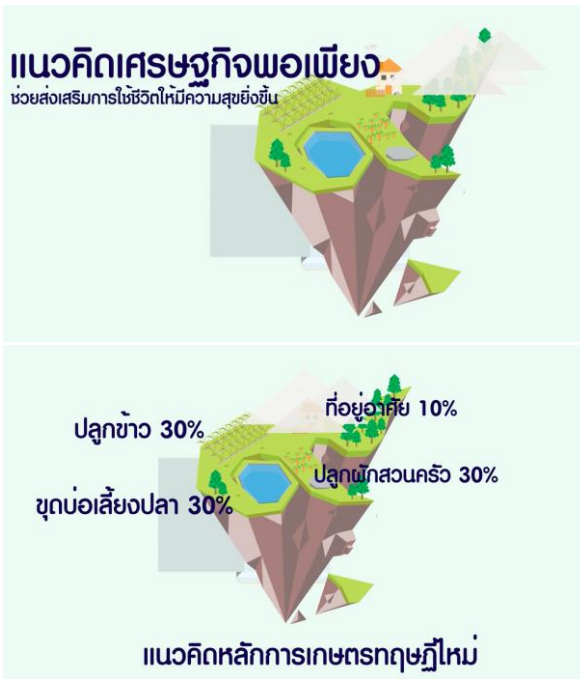 แนวคิดเศรษฐกิจพอเพียง
ช่วยส่งเสริมการใช้ชีวิตให้มีความสุขยิ่งขึ้น
ที่อยู่อาศัย 10%
ปลูกข้าว 30%
ปลูกผักสวนครัว 30%
ขุดบ่อเลี้ยงปลา 30%
แนวคิดหลักการเกษตรทฤษฎีใหม่